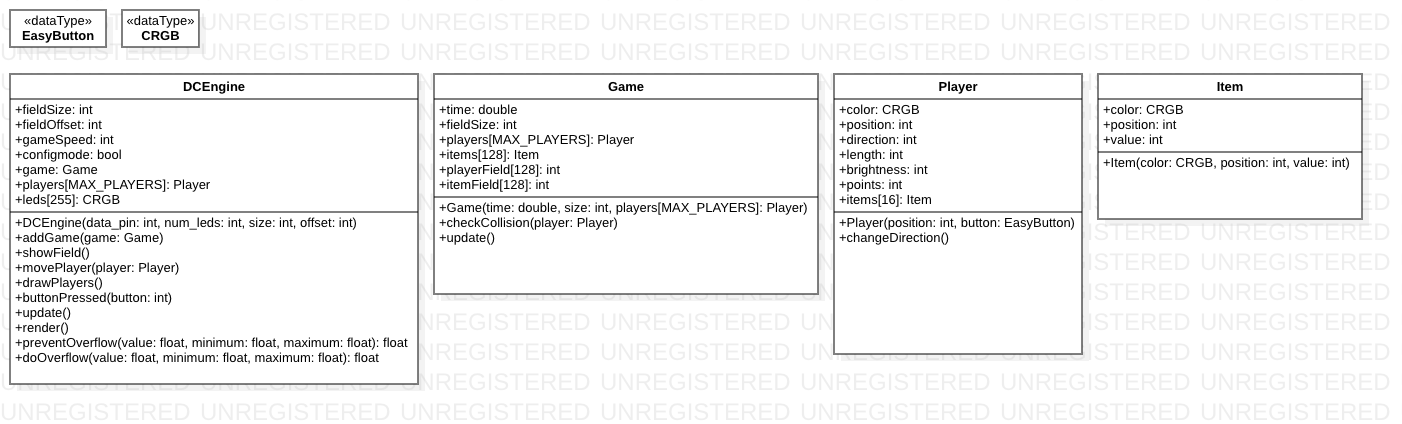 «dataType»
EasyButton
«dataType»
CRGB
DCEngine
+fieldSize: int
+fieldOffset: int
+gameSpeed: int
+configmode: bool
+game: Game
+players[MAX_PLAYERS]: Player
+leds[255]: CRGB
+DCEngine(data_pin: int, num_leds: int, size: int, offset: int)
+addGame(game: Game)
+showField()
+movePlayer(player: Player)
+drawPlayers()
+buttonPressed(button: int)
+update()
+render()
+preventOverflow(value: float, minimum: float, maximum: float): float
+doOverflow(value: float, minimum: float, maximum: float): float
Game
+time: double
+fieldSize: int
+players[MAX_PLAYERS]: Player
+items[128]: Item
+playerField[128]: int
+itemField[128]: int
+Game(time: double, size: int, players[MAX_PLAYERS]: Player)
+checkCollision(player: Player)
+update()
Player
+color: CRGB
+position: int
+direction: int
+length: int
+brightness: int
+points: int
+items[16]: Item
+Player(position: int, button: EasyButton)
+changeDirection()
Item
+color: CRGB
+position: int
+value: int
+Item(color: CRGB, position: int, value: int)
UNREGISTERED UNREGISTERED UNREGISTERED UNREGISTERED UNREGISTERED UNREGISTERED UNREGISTERED